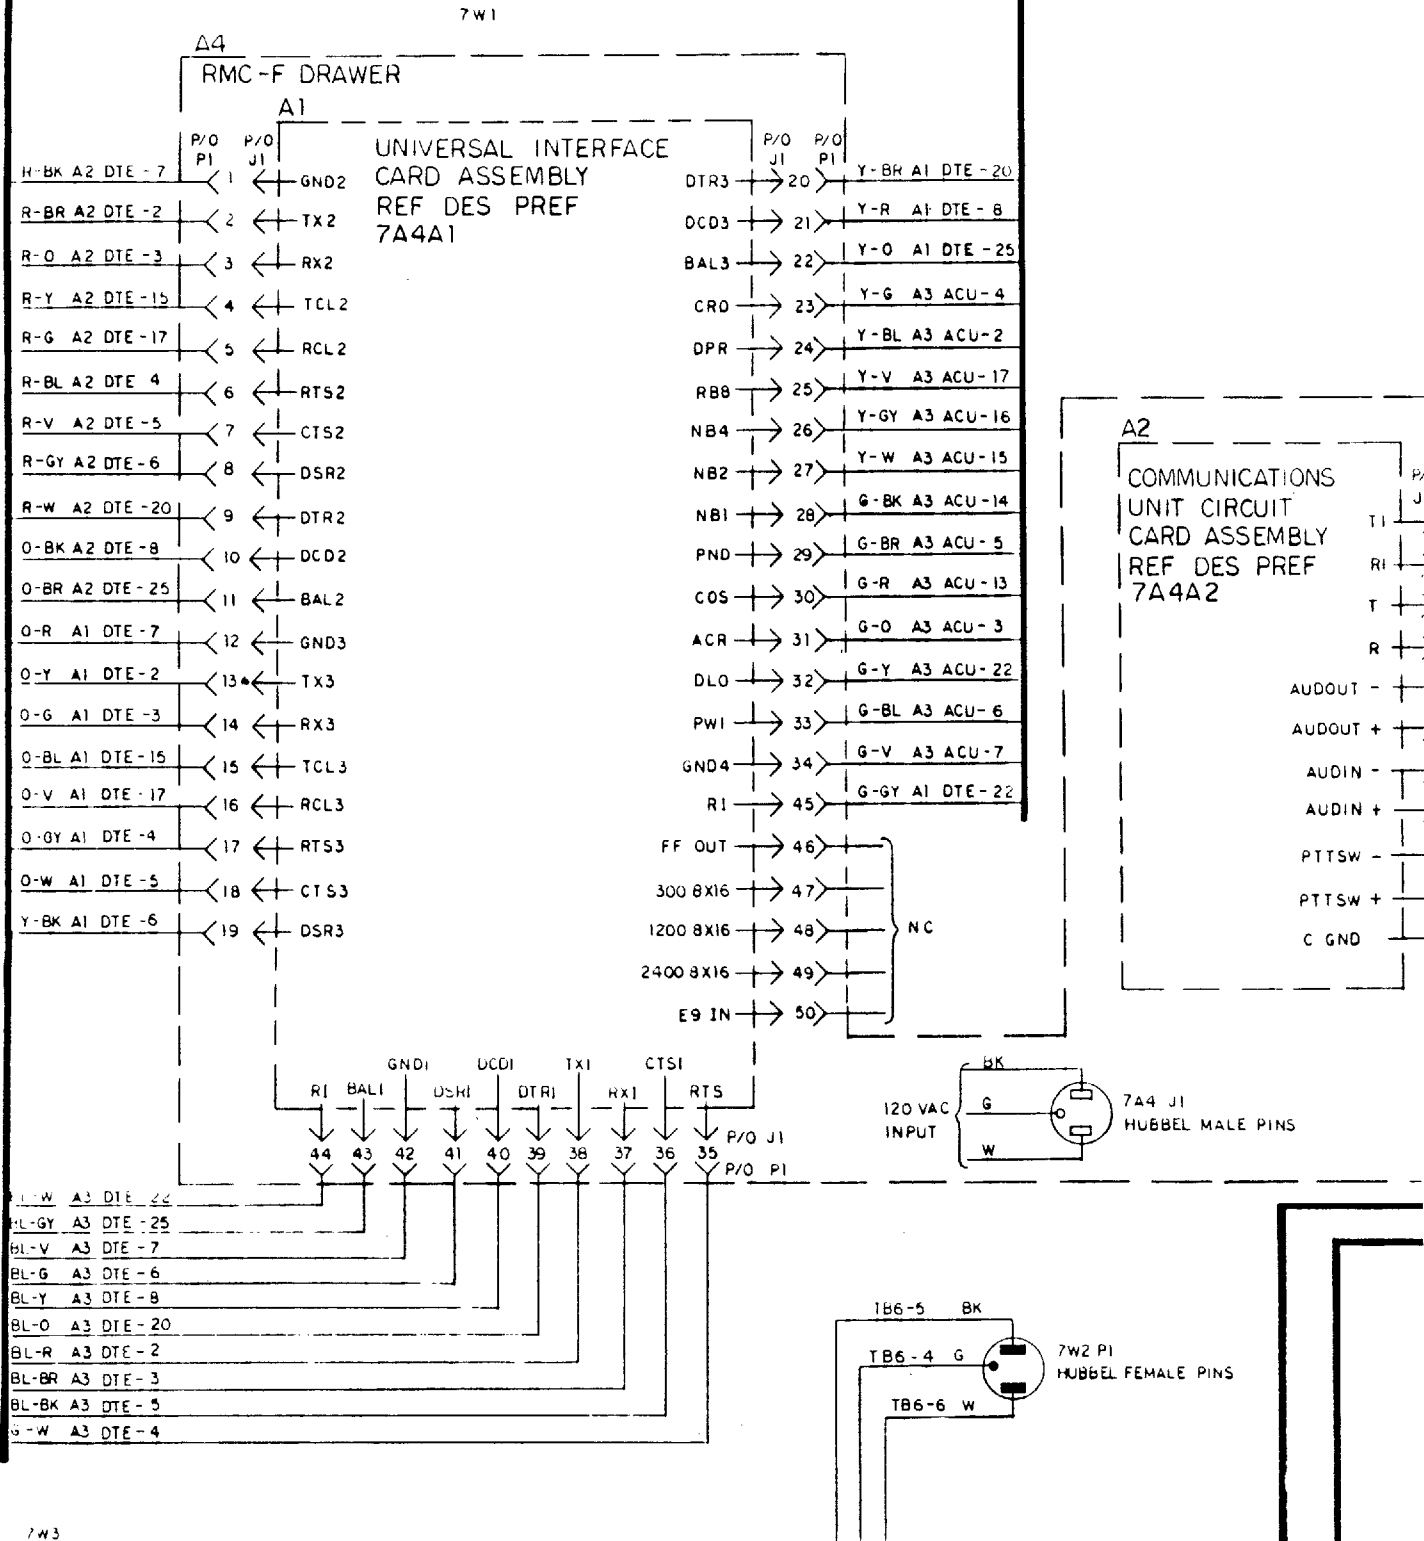 7W1
A4
RMC-F DRAWER
A1
UNIVERSAL INTERFACE
CARD ASSEMBLY
REF DES PREF
7A4A1
P/O P1
P/O J1
P/O J1
P/O P1
R-BK A2 DTE-7 1 GND2
R-BR A2 DTE-2 2 TX2
R-O A2 DTE-3 3 RX2
R-Y A2 DTE-15 4 TCL2
R-G A2 DTE-17 5 RCL2
R-BL A2 DTE 4 6 RTS2
R-V A2 DTE-5 7 CTS2
R-GY A2 DTE-6 8 DSR2
R-W A2 DTE-20 9 DTR2
O-BK A2 DTE-8 10 DCD2
O-BR A2 DTE-25 11 BAL2
O-R A1 DTE-7 12 GND3
O-Y A1 DTE-2 13 TX3
O-G A1 DTE-3 14 RX3
O-BL A1 DTE-15 15 TCL3
O-V A1 DTE-17 16 RCL3
O-GY A1 DTE-4 17 RTS3
O-W A1 DTE-5 18 CTS3
Y-BK A1 DTE-6 19 DSR3
DTR3 20 Y-BR A1 DTE-20
DCD3 21 Y-R A1 DTE-8
BAL3 22 Y-O A1 DTE-25
CRO 23 Y-G A3 ACU-4
DPR 24 Y-BL A3 ACU-2
RB8 25 Y-V A3 ACU-17
NB4 26 Y-GY A3 ACU-16
NB2 27 Y-W A3 ACU-15
NB1 28 G-BK A3 ACU-14
PND 29 G-BR A3 ACU-5
COS 30 G-R A3 ACU-13
ACR 31 G-O A3 ACU-3
DLO 32 G-Y A3 ACU-22
PWI 33 G-BL A3 ACU-6
GND4 34 G-V A3 ACU-7
RI 45 G-GY A1 DTE-22
FF OUT 46
300 8X16 47
1200 8X16 48
2400 8X16 49
E9 IN 50
NC
A2
COMMUNICATIONS
UNIT CIRCUIT
CARD ASSEMBLY
REF DES PREF
7A4A2
P/
J
T1
R1
T
R
AUDOUT -
AUDOUT +
AUDIN -
AUDIN +
PTTSW -
PTTSW +
C GND
RI BAL1 GND1 DSR1 DCD1 DTR1 TX1 RX1 CTS1 RTS
P/O J1
44 43 42 41 40 39 38 37 36 35
P/O P1
120 VAC
INPUT
BK
G
W
7A4 J1
HUBBEL MALE PINS
-W A3 DTE 22
BL-GY A3 DTE-25
BL-V A3 DTE-7
BL-G A3 DTE-6
BL-Y A3 DTE-8
BL-O A3 DTE-20
BL-R A3 DTE-2
BL-BR A3 DTE-3
BL-BK A3 DTE-5
G-W A3 DTE-4
TB6-5 BK
TB6-4 G
TB6-6 W
7W2 P1
HUBBEL FEMALE PINS
7W3